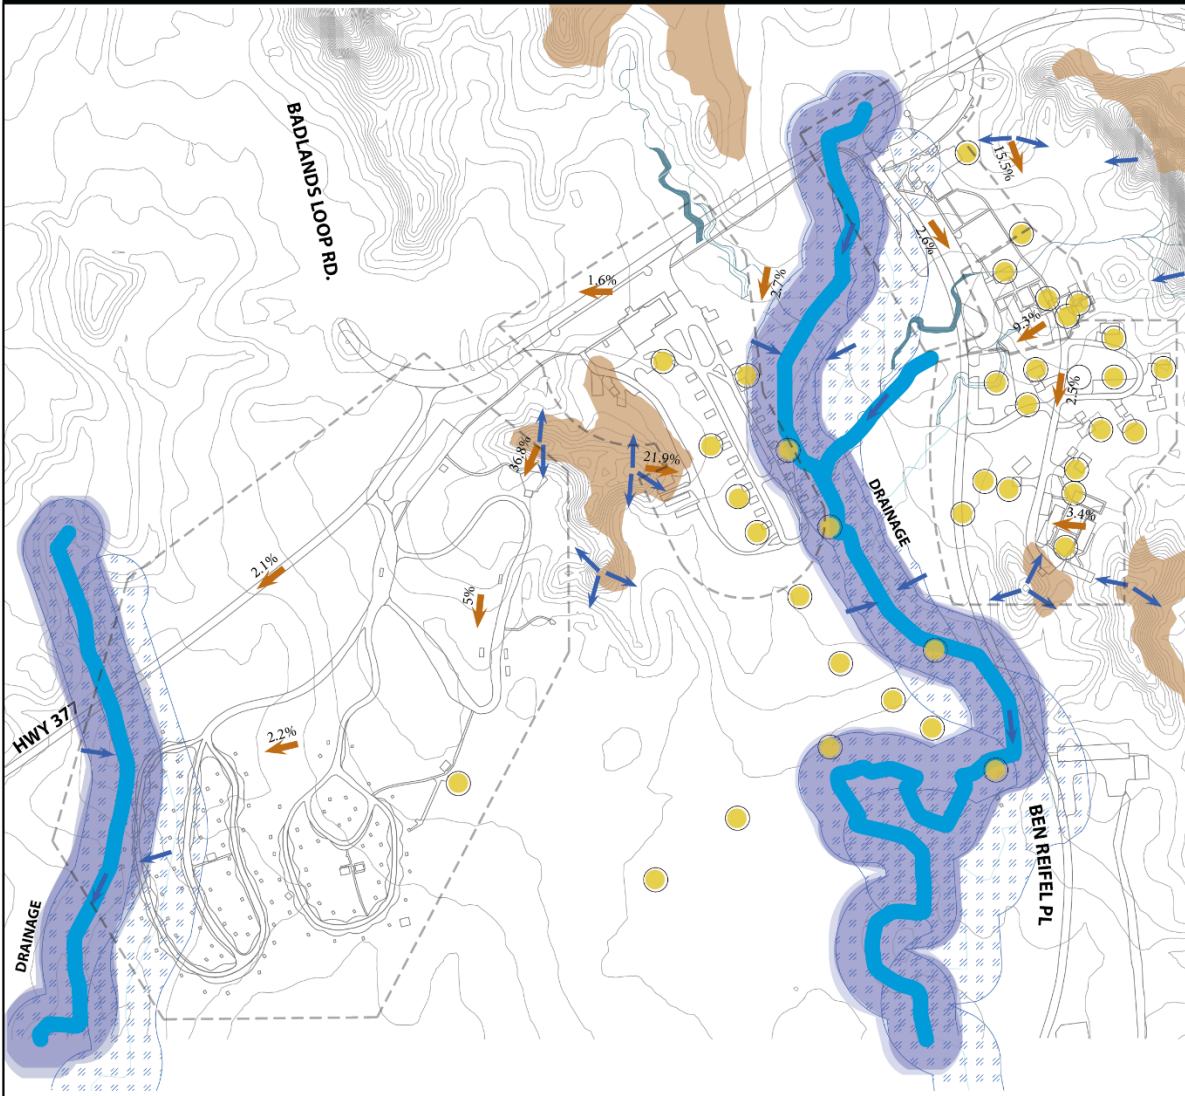 BADLANDS LOOP RD.
15.5%
2.6%
2.7%
1.6%
9.3%
2.5%
36.8%
21.9%
DRAINAGE
3.4%
2.1%
5%
HWY 377
2.2%
BEN REIFEL PL
DRAINAGE